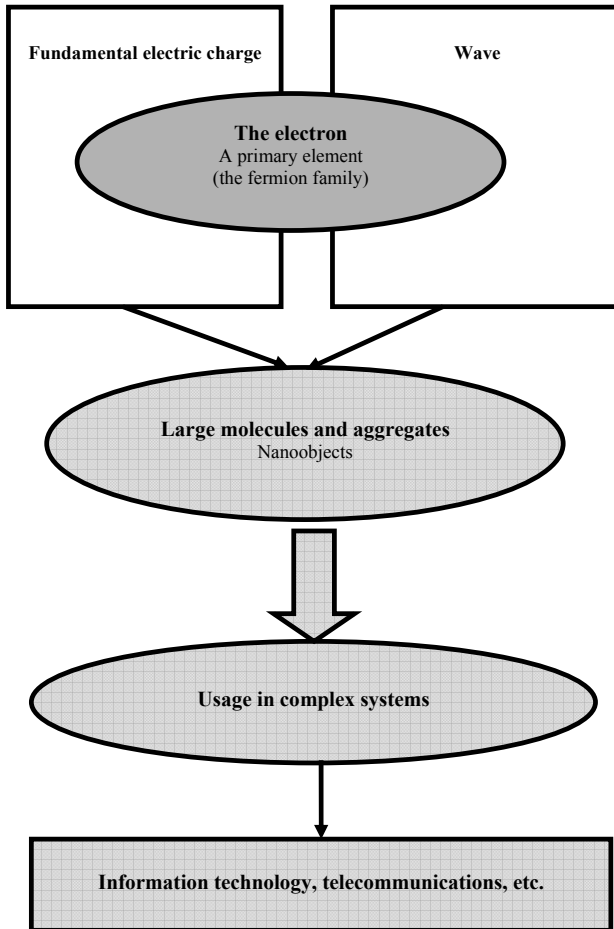 Fundamental electric charge
Wave
The electron
A primary element
(the fermion family)
Large molecules and aggregates
Nanoobjects
Usage in complex systems
Information technology, telecommunications, etc.